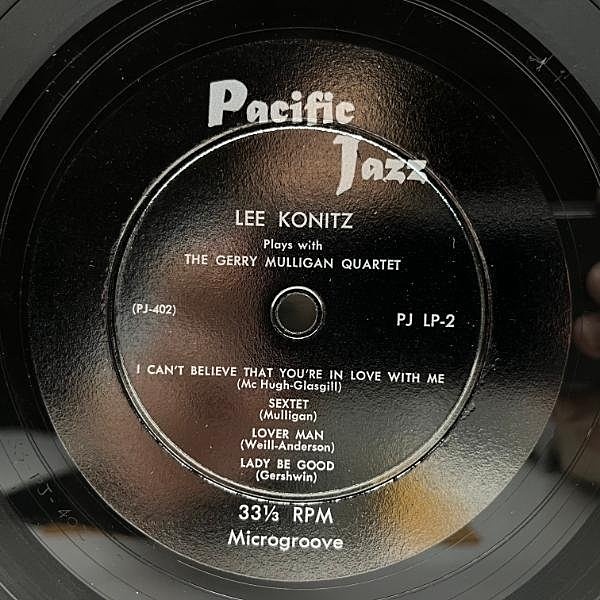 Pacific
Jazz
LEE KONITZ
Plays with
THE GERRY MULLIGAN QUARTET
(PJ-402)
PJ LP-2
I CAN'T BELIEVE THAT YOU'RE IN LOVE WITH ME
(Mc Hugh-Glasgill)
SEXTET
(Mulligan)
LOVER MAN
(Weill-Anderson)
LADY BE GOOD
(Gershwin)
33⅓ RPM
Microgroove